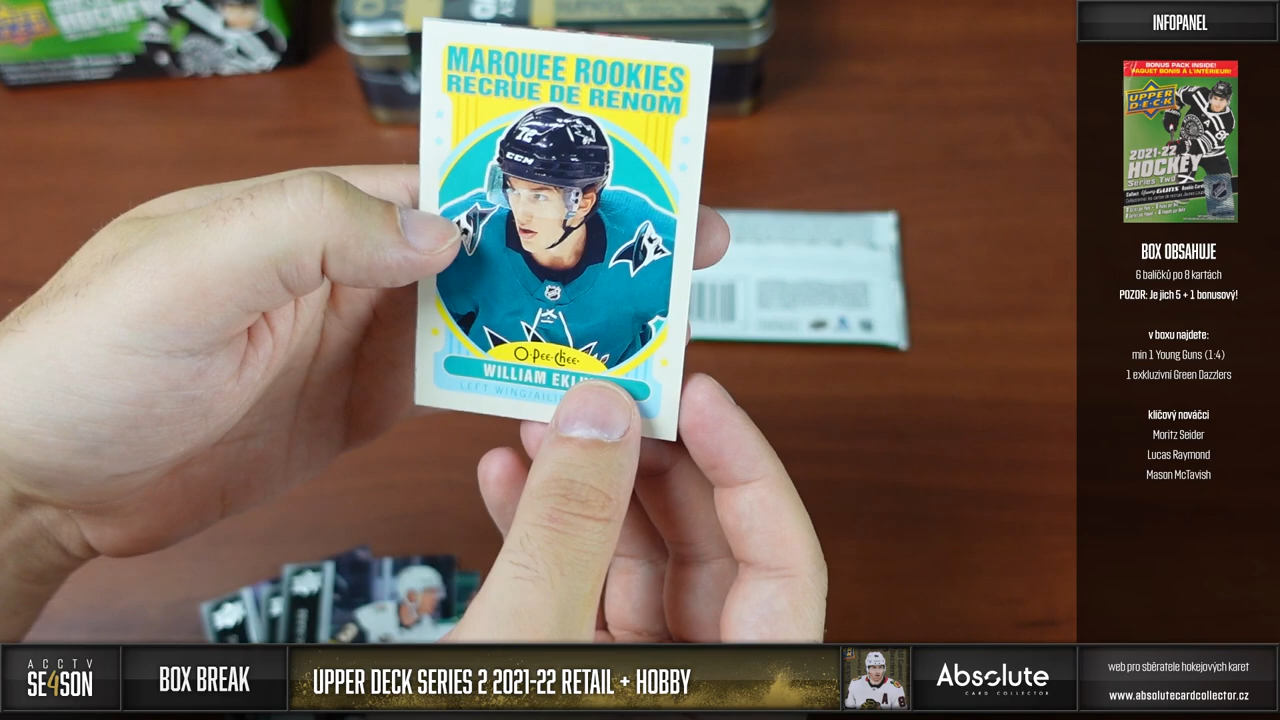 MARQUEE ROOKIES
RECRUE DE RENOM
72
CCM
O-Pee-Chee
WILLIAM
LEFT WING/AILI
INFOPANEL
BONUS PACK INSIDE!
PAQUET BONIS À L'INTÉRIEUR!
UPPER DECK
2021-22
HOCKEY
Series Two
BOX OBSAHUJE
6 balíčků po 8 kartách
POZOR: Je jich 5 + 1 bonusový!
v boxu najdete:
min 1 Young Guns (1:4)
1 exkluzivní Green Dazzlers
klíčový nováčci
Moritz Seider
Lucas Raymond
Mason McTavish
ACCTV
SE4SON
BOX BREAK
UPPER DECK SERIES 2 2021-22 RETAIL + HOBBY
Absolute
CARD COLLECTOR
web pro sběratele hokejových karet
www.absolutecardcollector.cz